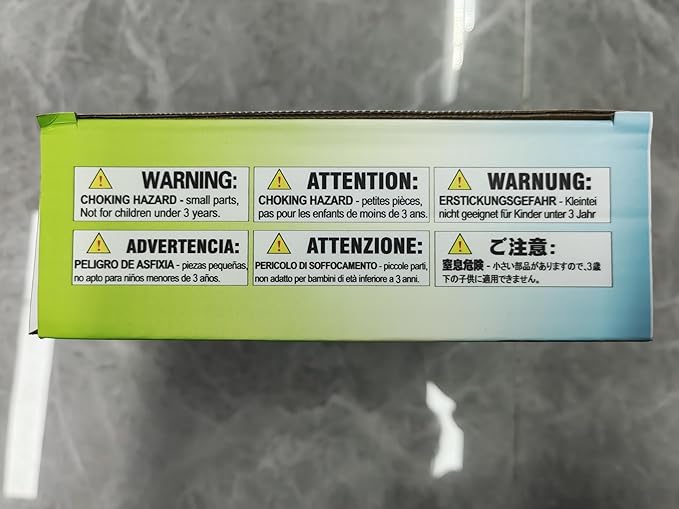 WARNING:
CHOKING HAZARD - small parts,
Not for children under 3 years.
ATTENTION:
CHOKING HAZARD - petites pièces,
pas pour les enfants de moins de 3 ans.
WARNUNG:
ERSTICKUNGSGEFAHR - Kleintei
nicht geeignet für Kinder unter 3 Jahr
ADVERTENCIA:
PELIGRO DE ASFIXIA - piezas pequeñas,
no apto para niños menores de 3 años.
ATTENZIONE:
PERICOLO DI SOFFOCAMENTO - piccole parti,
non adatto per bambini di età inferiore a 3 anni.
ご注意:
窒息危険 - 小さい部品がありますので、3歳
下の子供に適用できません。